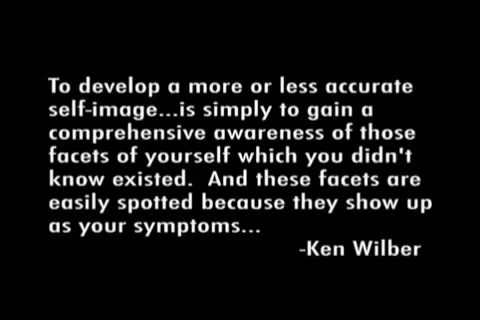 To develop a more or less accurate
self-image...is simply to gain a
comprehensive awareness of those
facets of yourself which you didn't
know existed.  And these facets are
easily spotted because they show up
as your symptoms...
-Ken Wilber